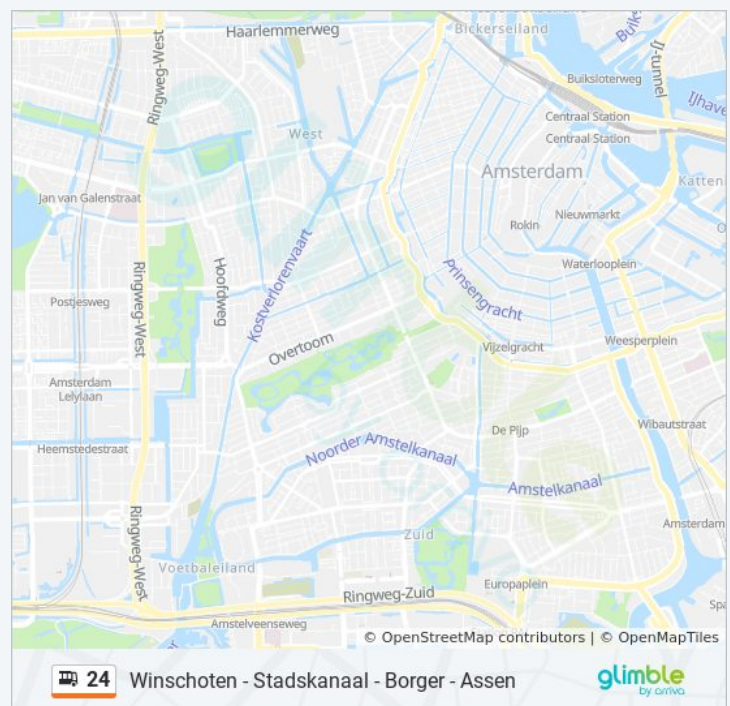 Haarlemmerweg
Bickerseiland
Ringweg-West
IJ-tunnel
Buiksloterweg
IJhave
Centraal Station
Centraal Station
West
Amsterdam
Katten
Jan van Galenstraat
Nieuwmarkt
Rokin
Kostverlorenvaart
Hoofdweg
Ringweg-West
Prinsengracht
Waterlooplein
Postjesweg
Overtoom
Vijzelgracht
Weesperplein
Amsterdam
Lelylaan
De Pijp
Wibautstraat
Heemstedestraat
Noorder Amstelkanaal
Amstelkanaal
Ringweg-West
Zuid
Amsterdam
Voetbaleiland
Europaplein
Ringweg-Zuid
Spa
Amstelveenseweg
© OpenStreetMap contributors | © OpenMapTiles
24 Winschoten - Stadskanaal - Borger - Assen
glimble
by arriva